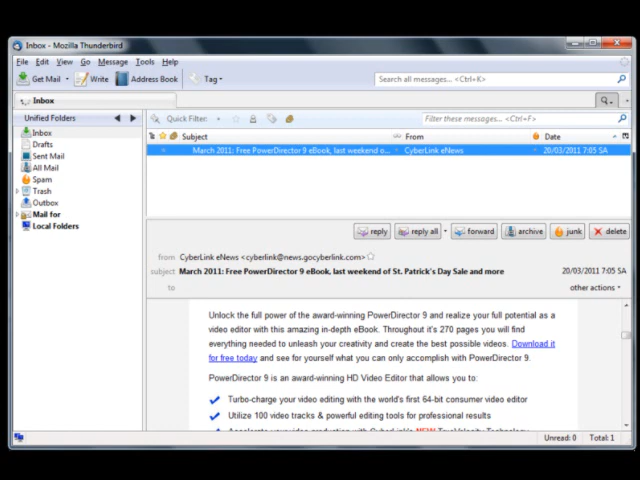 Inbox - Mozilla Thunderbird
File Edit View Go Message Tools Help
Get Mail Write Address Book Tag Search all messages... <Ctrl+K>
Inbox
Unified Folders
Inbox
Drafts
Sent Mail
All Mail
Spam
Trash
Outbox
Mail for
Local Folders
Quick Filter: Filter these messages... <Ctrl+F>
Subject From Date
March 2011: Free PowerDirector 9 eBook, last weekend o... CyberLink eNews 20/03/2011 7:05 SA
reply reply all forward archive junk delete
from CyberLink eNews <cyberlink@news.gocyberlink.com>
subject March 2011: Free PowerDirector 9 eBook, last weekend of St. Patrick's Day Sale and more 20/03/2011 7:05 SA
to other actions
Unlock the full power of the award-winning PowerDirector 9 and realize your full potential as a
video editor with this amazing in-depth eBook. Throughout it's 270 pages you will find
everything needed to unleash your creativity and create the best possible videos. Download it
for free today and see for yourself what you can only accomplish with PowerDirector 9.
PowerDirector 9 is an award-winning HD Video Editor that allows you to:
Turbo-charge your video editing with the world's first 64-bit consumer video editor
Utilize 100 video tracks & powerful editing tools for professional results
Accelerate your video production with CyberLink's NEW TrueVelocity Technology
Unread: 0 Total: 1